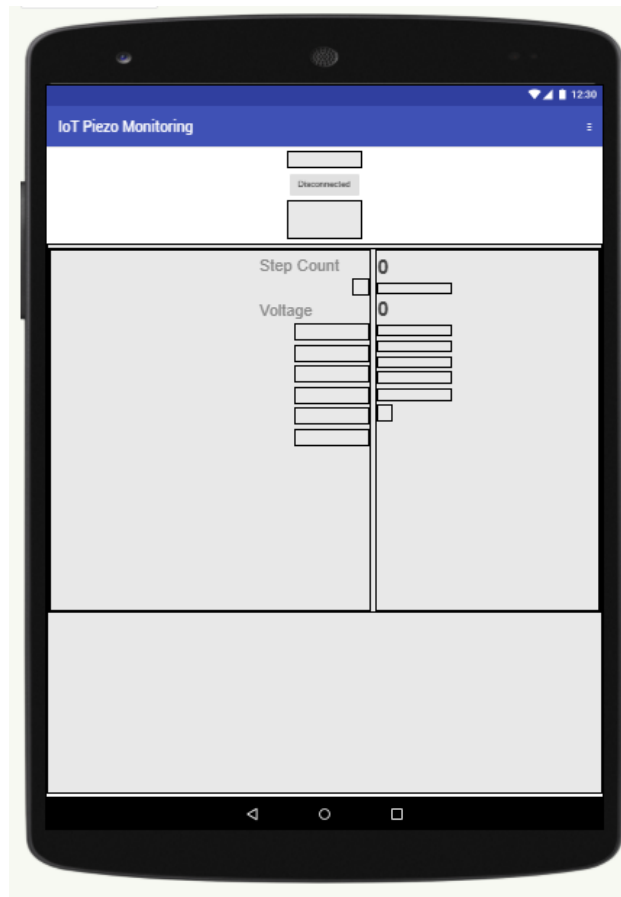 12:30
IoT Piezo Monitoring
Disconnected
Step Count 0
Voltage 0